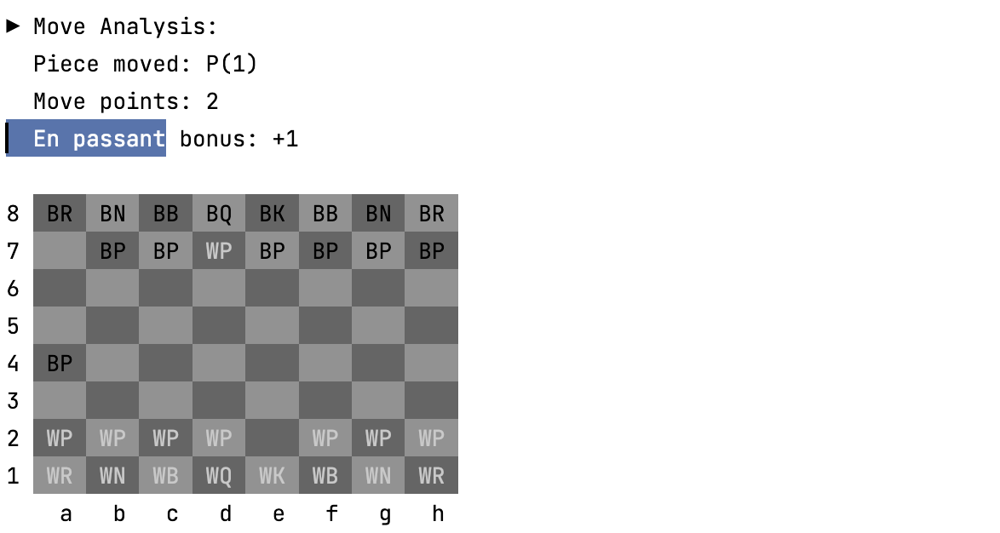 ▶ Move Analysis:
Piece moved: P(1)
Move points: 2
En passant bonus: +1
8 BR BN BB BQ BK BB BN BR
7 BP BP WP BP BP BP BP
6
5
4 BP
3
2 WP WP WP WP WP WP WP
1 WR WN WB WQ WK WB WN WR
a b c d e f g h